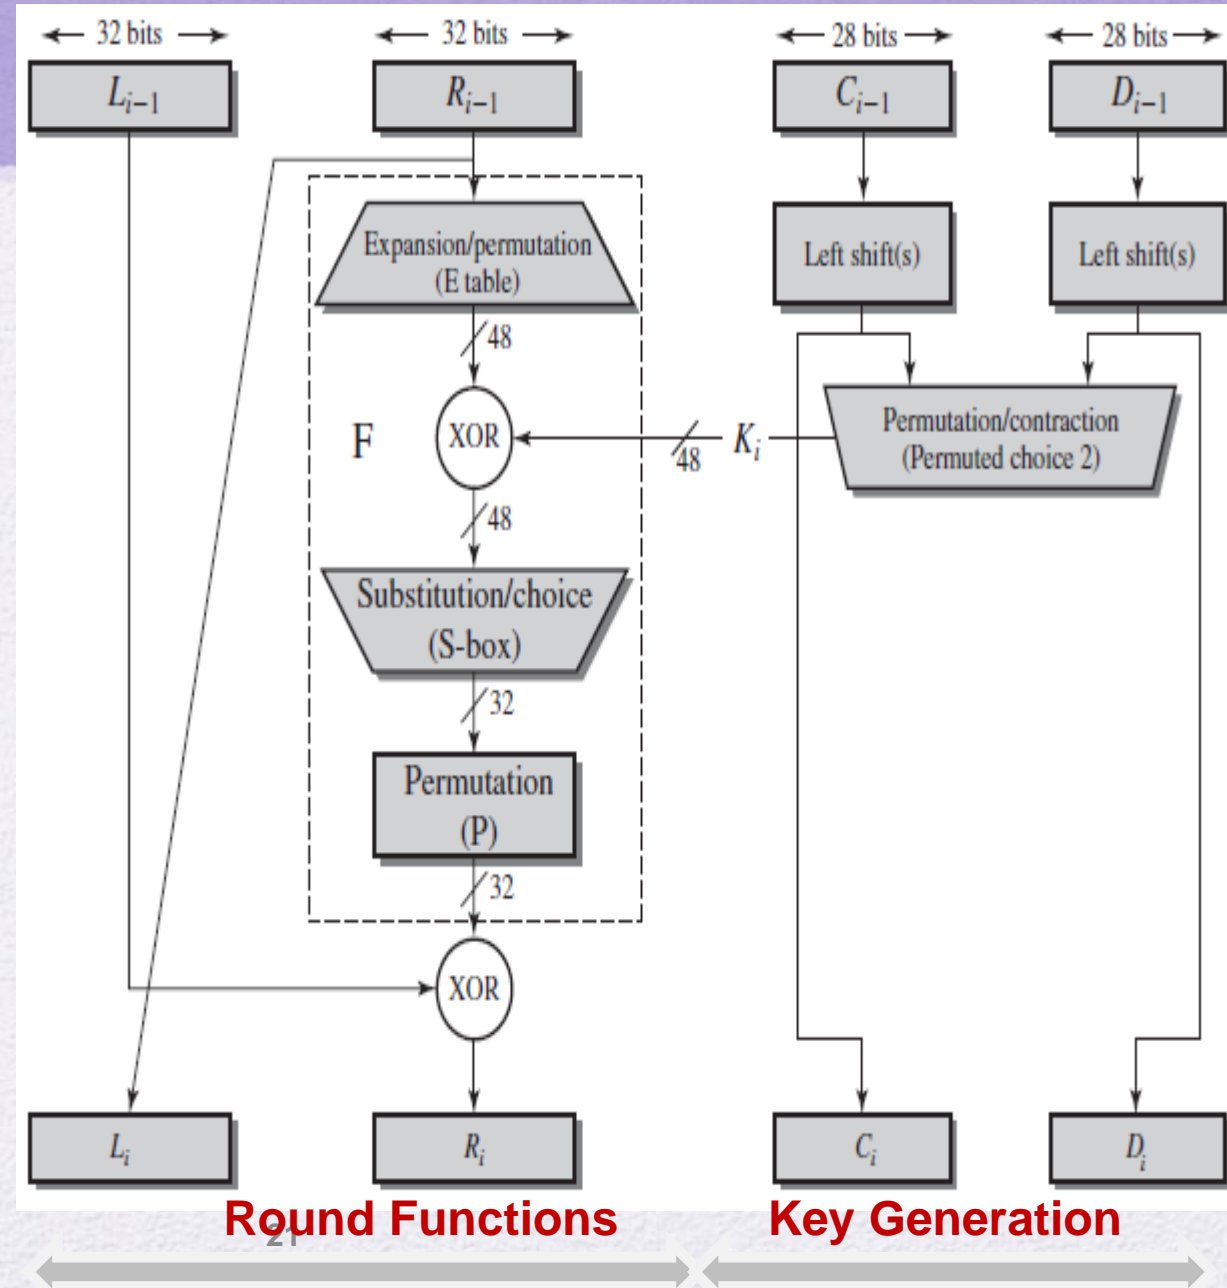 32 bits
32 bits
28 bits
28 bits
L_{i−1}
R_{i−1}
C_{i−1}
D_{i−1}
Expansion/permutation
(E table)
Left shift(s)
Left shift(s)
48
F
XOR
48
K_i
Permutation/contraction
(Permuted choice 2)
48
Substitution/choice
(S-box)
32
Permutation
(P)
32
XOR
L_i
R_i
C_i
D_i
Round Functions
Key Generation
21